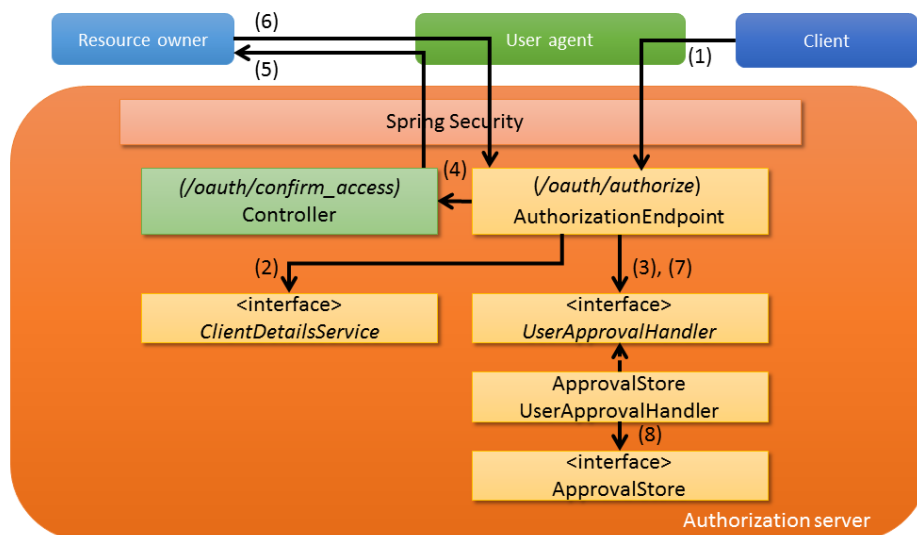 (6)
Resource owner
User agent
Client
(5)
(1)
Spring Security
(/oauth/confirm_access)
Controller
(4)
(/oauth/authorize)
AuthorizationEndpoint
(2)
(3), (7)
<interface>
ClientDetailsService
<interface>
UserApprovalHandler
ApprovalStore
UserApprovalHandler
(8)
<interface>
ApprovalStore
Authorization server